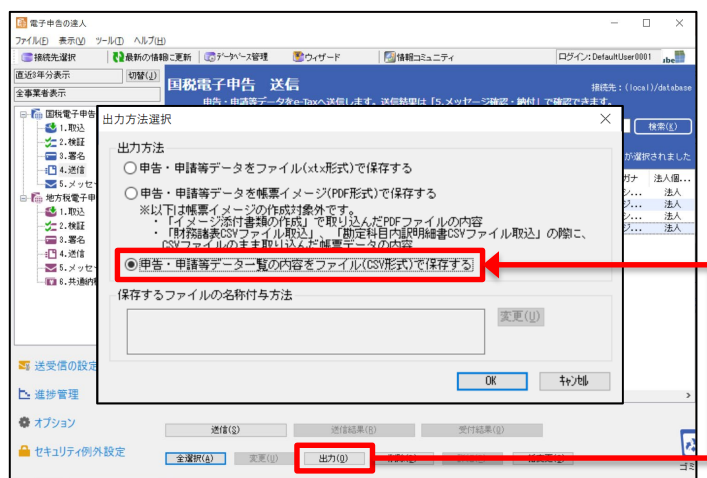 電子申告の達人
ファイル(F) 表示(V) ツール(T) ヘルプ(H)
接続先選択 最新の情報に更新 データベース管理 ウィザード 情報コミュニティ ログイン: DefaultUser0001
直近3年分表示 切替(J)
全事業者表示
国税電子申告 送信
接続先：(local)/database
申告・申請等データをe-Taxへ送信します。送信結果は「5.メッセージ確認・納付」で確認できます。
国税電子申告
1.取込
2.検証
3.署名
4.送信
5.メッセ
地方税電子申
1.取込
2.検証
3.署名
4.送信
5.メッセ
6.共通納
検索(K)
が選択されました
法人個...
法人
法人
法人
法人
出力方法選択
出力方法
申告・申請等データをファイル(xtx形式)で保存する
申告・申請等データを帳票イメージ(PDF形式)で保存する
※以下は帳票イメージの作成対象外です。
・「イメージ添付書類の作成」で取り込んだPDFファイルの内容
・「財務諸表CSVファイル取込」、「勘定科目内訳明細書CSVファイル取込」の際に、
CSVファイルのまま取り込んだ帳票データの内容
申告・申請等データ一覧の内容をファイル(CSV形式)で保存する
保存するファイルの名称付与方法
変更(U)
OK キャンセル
送受信の設定
進捗管理
オプション
セキュリティ例外設定
送信(S) 送信結果(R) 受付結果(Q)
全選択(A) 変更(U) 出力(O)
ゴミ